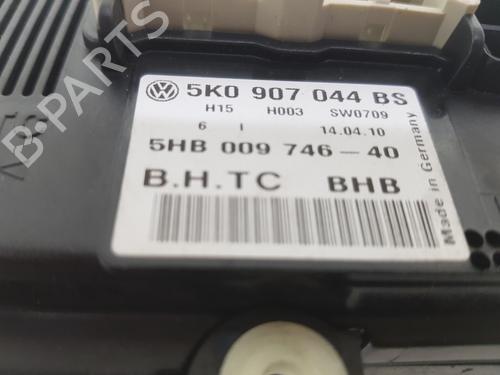 5K0 907 044 BS
H15 H003 SW0709
6 I 14.04.10
5HB 009 746-40
B.H.TC BHB
Made in Germany
B-PARTS